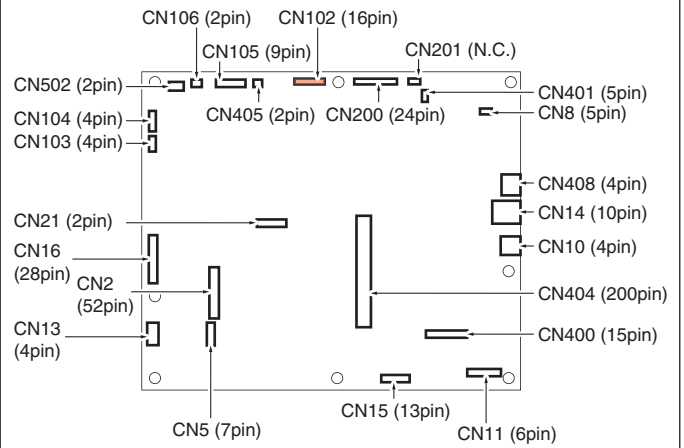 CN106 (2pin)
CN102 (16pin)
CN105 (9pin)
CN201 (N.C.)
CN502 (2pin)
CN401 (5pin)
CN405 (2pin)
CN200 (24pin)
CN8 (5pin)
CN104 (4pin)
CN103 (4pin)
CN408 (4pin)
CN14 (10pin)
CN21 (2pin)
CN10 (4pin)
CN16
(28pin)
CN2
(52pin)
CN404 (200pin)
CN13
(4pin)
CN400 (15pin)
CN15 (13pin)
CN5 (7pin)
CN11 (6pin)